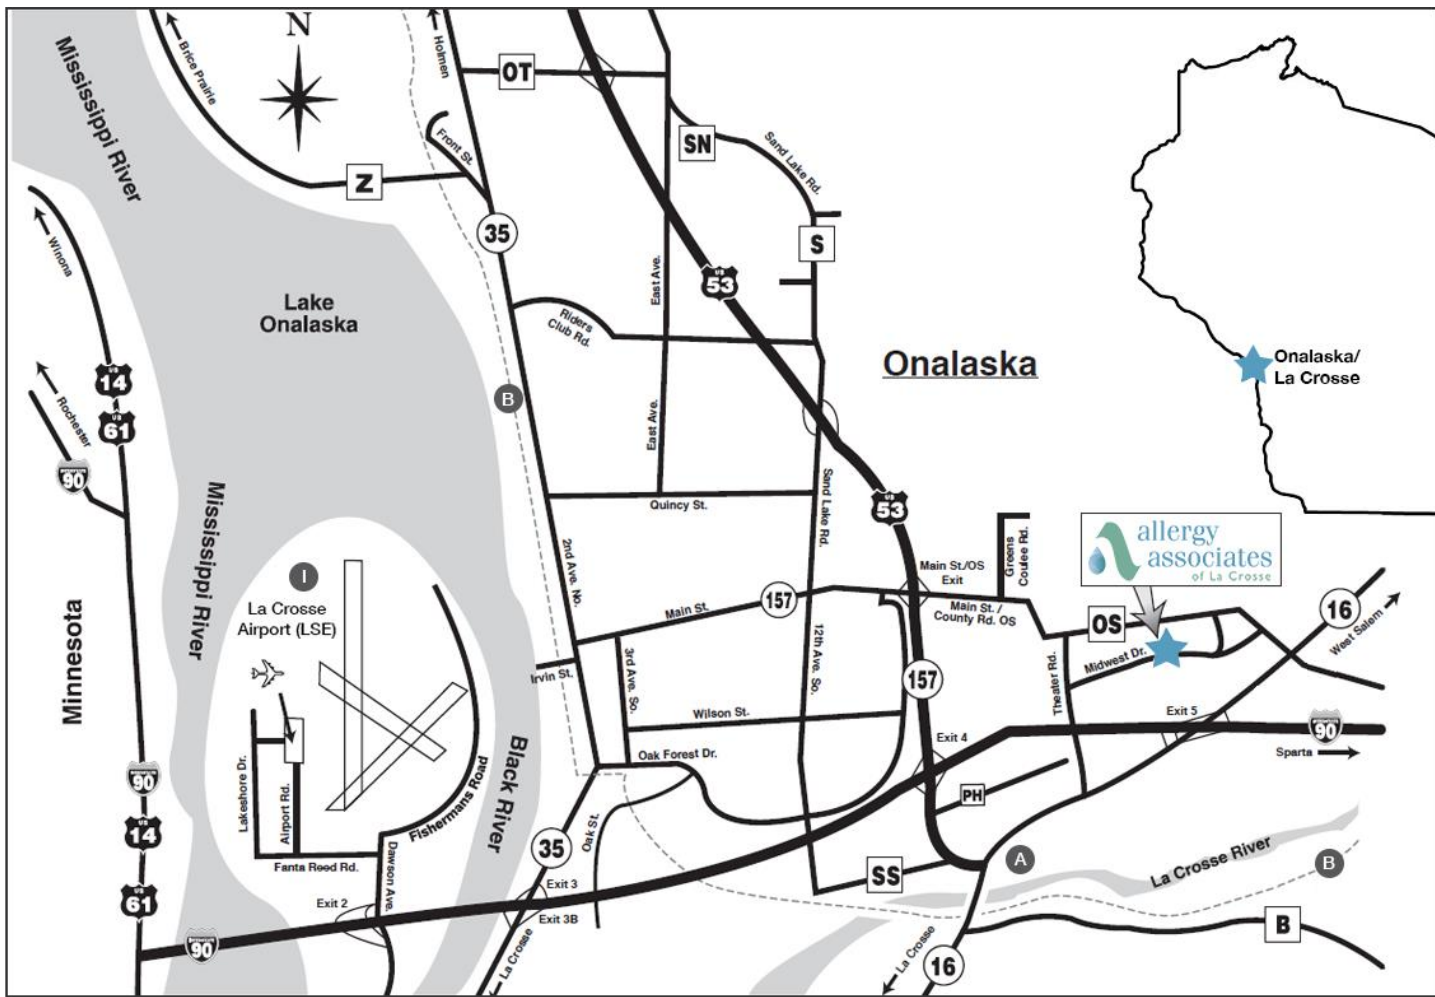 N
Mississippi River
Brice Prairie
Holmen
OT
SN
Sand Lake Rd.
Front St.
Z
35
S
Winona
US
53
East Ave.
Lake
Onalaska
Riders
Club Rd.
Onalaska
Onalaska/
La Crosse
US
14
US
61
Rochester
90
B
East Ave.
Mississippi River
Quincy St.
Sand Lake Rd.
US
53
2nd Ave. No.
Main St./OS
Exit
Greens
Coulee Rd.
allergy
associates
of La Crosse
I
La Crosse
Airport (LSE)
Main St.
157
Main St. /
County Rd. OS
OS
16
West Salem
Minnesota
Irvin St.
3rd Ave. So.
12th Ave. So.
157
Theater Rd.
Midwest Dr.
Wilson St.
Exit 5
90
Sparta
Oak Forest Dr.
Exit 4
PH
Black River
Fishermans Road
Lakeshore Dr.
Airport Rd.
90
US
14
US
61
Fanta Reed Rd.
Dawson Ave.
35
Oak St.
SS
A
La Crosse River
B
Exit 2
Exit 3
Exit 3B
90
La Crosse
La Crosse
16
B